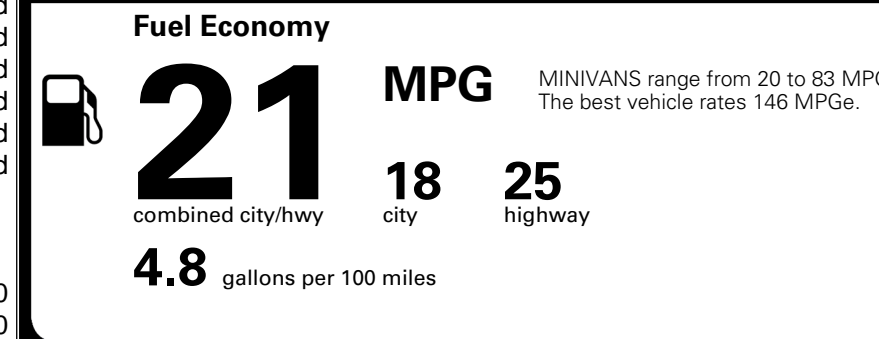 Fuel Economy
21
MPG
MINIVANS range from 20 to 83 MPG
The best vehicle rates 146 MPGe.
18 25
combined city/hwy city highway
4.8 gallons per 100 miles